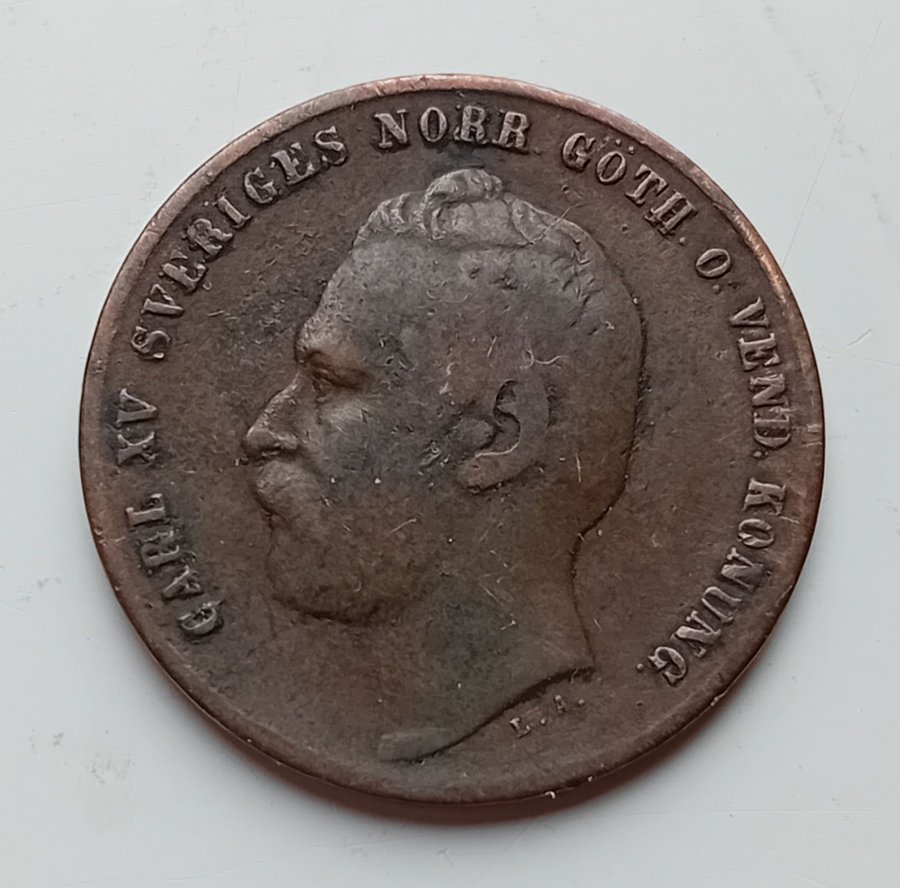 CARL XV SVERIGES NORR. GÖTH. O. VEND. KONUNG.
L.A.